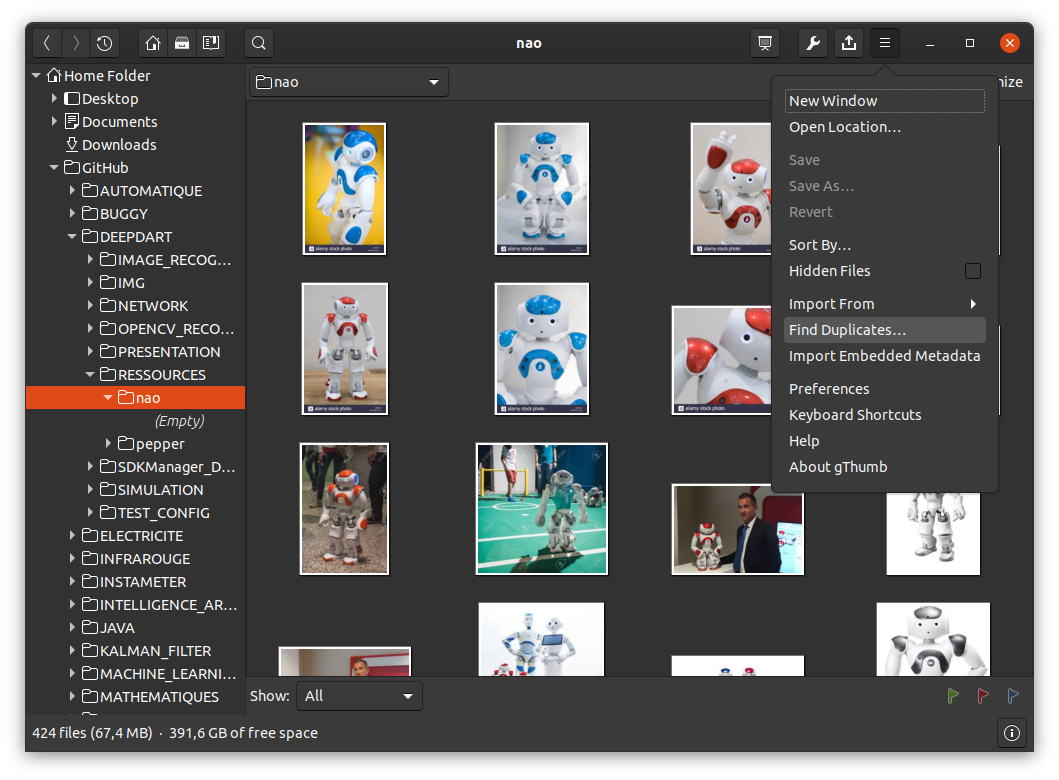 nao
Home Folder
Desktop
Documents
Downloads
GitHub
AUTOMATIQUE
BUGGY
DEEPDART
IMAGE_RECOG…
IMG
NETWORK
OPENCV_RECO…
PRESENTATION
RESSOURCES
nao
(Empty)
pepper
SDKManager_D…
SIMULATION
TEST_CONFIG
ELECTRICITE
INFRAROUGE
INSTAMETER
INTELLIGENCE_AR…
JAVA
KALMAN_FILTER
MACHINE_LEARNI…
MATHEMATIQUES
nao
New Window
Open Location…
Save
Save As…
Revert
Sort By…
Hidden Files
Import From
Find Duplicates…
Import Embedded Metadata
Preferences
Keyboard Shortcuts
Help
About gThumb
alamy stock photo
alamy stock photo
alamy stock photo
alamy stock photo
alamy stock photo
alamy stock photo
Show: All
424 files (67,4 MB) · 391,6 GB of free space